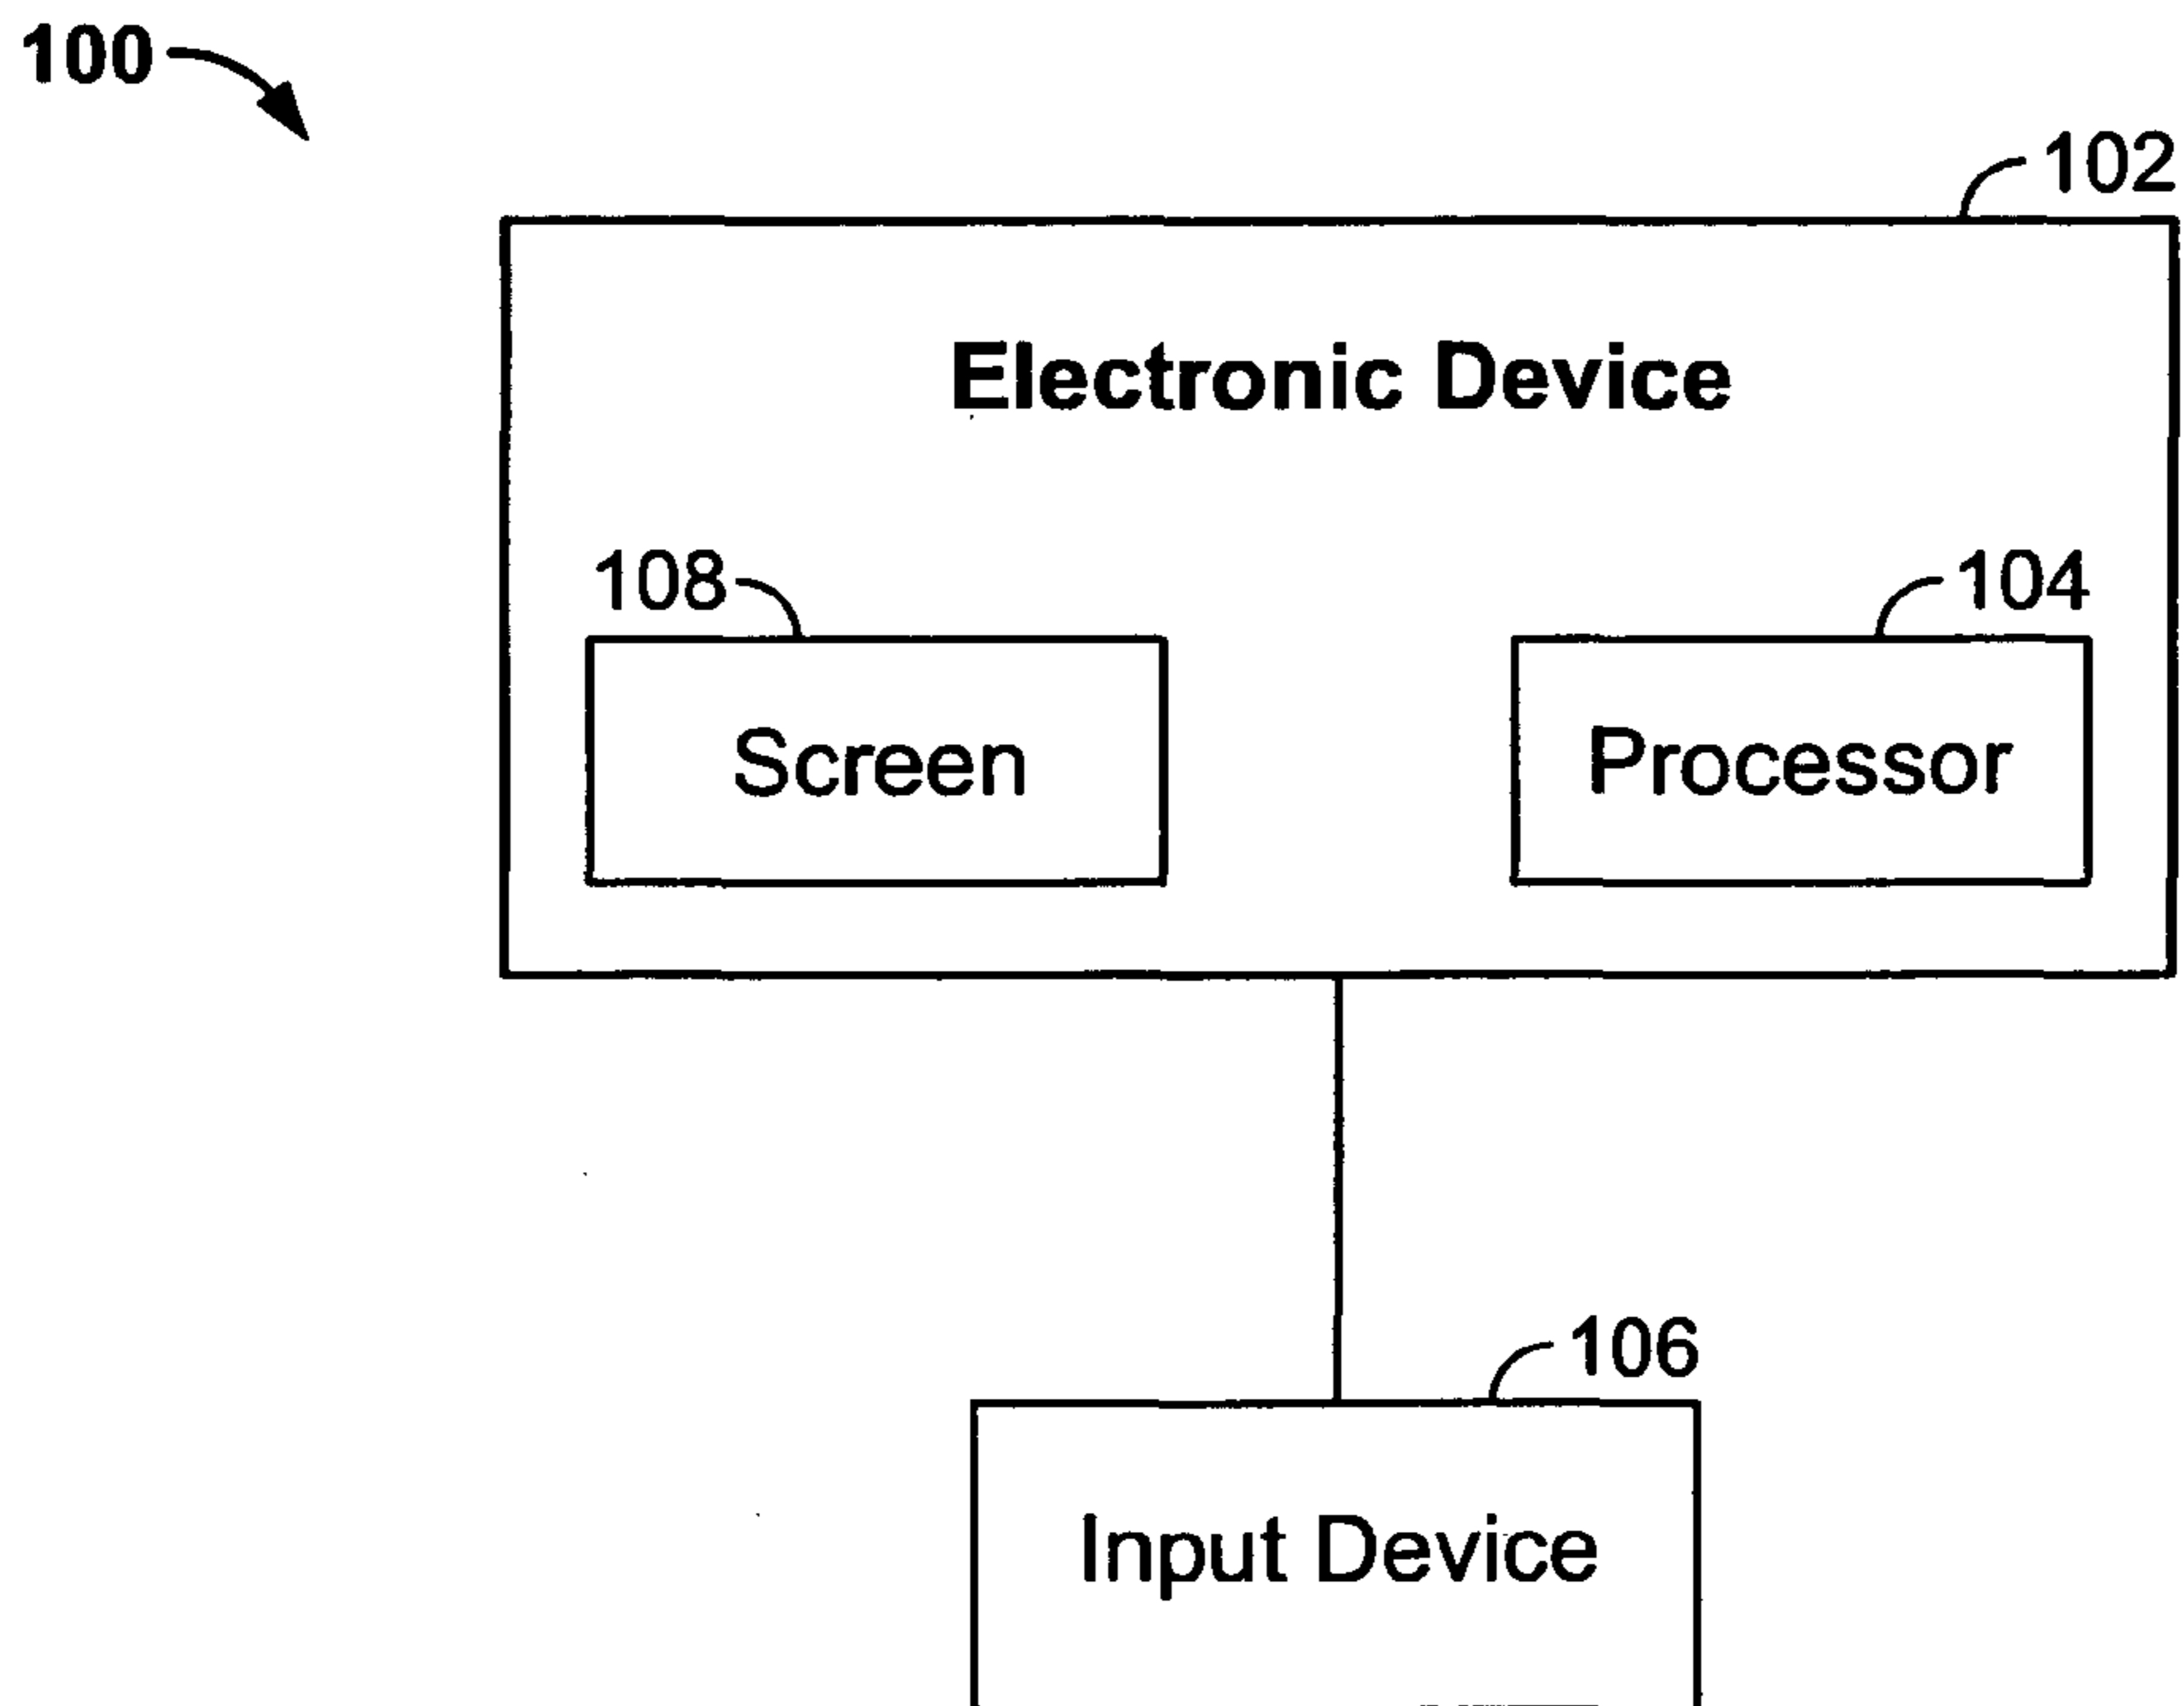 100
102
Electronic Device
108
104
Screen
Processor
106
Input Device